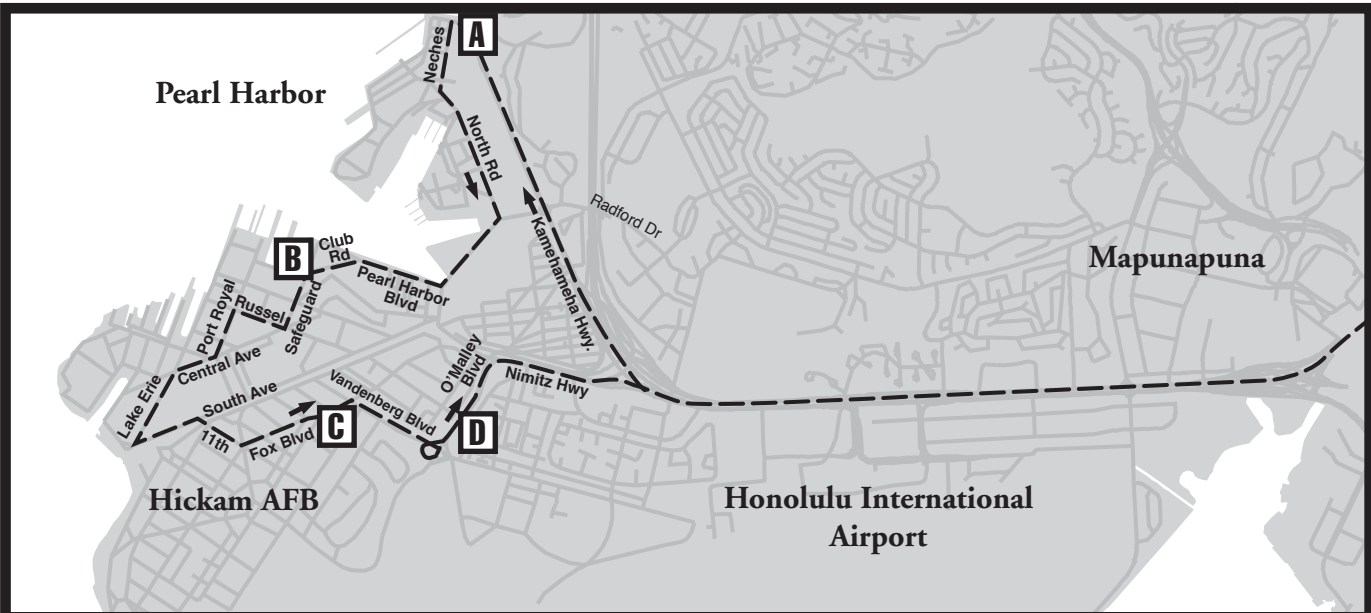 A
Neches
Pearl Harbor
North Rd
Radford Dr
Kamehameha Hwy.
B
Club
Rd
Mapunapuna
Pearl Harbor
Blvd
Port Royal
Russel
Safeguard
Central Ave
O'Malley
Blvd
Nimitz Hwy
Lake Erie
South Ave
Vandenberg Blvd
11th
Fox Blvd
C
D
Hickam AFB
Honolulu International
Airport